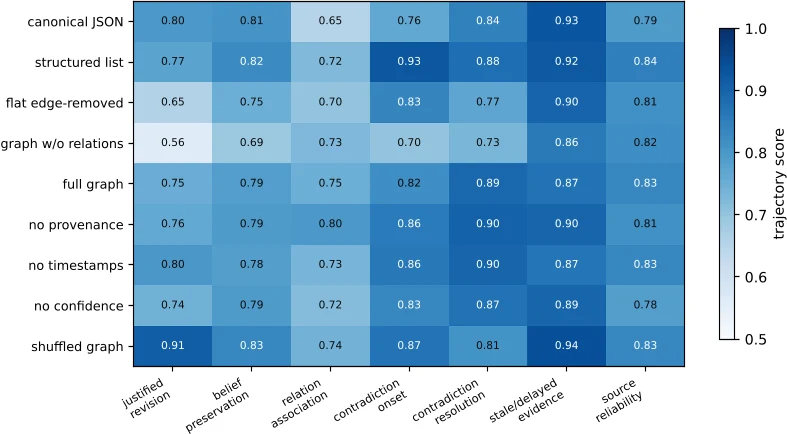 canonical JSON 0.80 0.81 0.65 0.76 0.84 0.93 0.79
structured list 0.77 0.82 0.72 0.93 0.88 0.92 0.84
flat edge-removed 0.65 0.75 0.70 0.83 0.77 0.90 0.81
graph w/o relations 0.56 0.69 0.73 0.70 0.73 0.86 0.82
full graph 0.75 0.79 0.75 0.82 0.89 0.87 0.83
no provenance 0.76 0.79 0.80 0.86 0.90 0.90 0.81
no timestamps 0.80 0.78 0.73 0.86 0.90 0.87 0.83
no confidence 0.74 0.79 0.72 0.83 0.87 0.89 0.78
shuffled graph 0.91 0.83 0.74 0.87 0.81 0.94 0.83
justified
revision
belief
preservation
relation
association
contradiction
onset
contradiction
resolution
stale/delayed
evidence
source
reliability
1.0
0.9
0.8
0.7
0.6
0.5
trajectory score